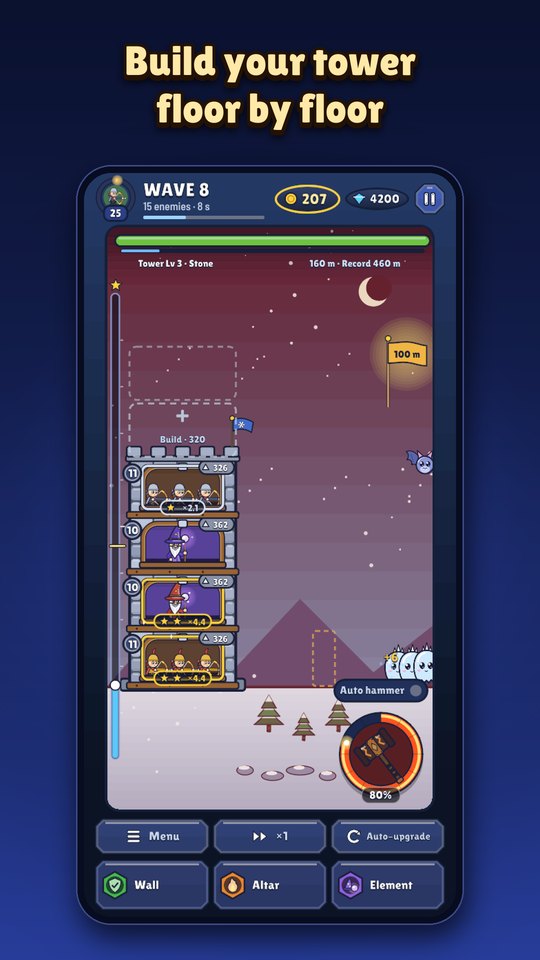 Build your tower
floor by floor
WAVE 8
15 enemies · 8 s
25
207
4200
Tower Lv 3 · Stone
160 m · Record 460 m
100 m
Build · 320
11
326
×2.1
10
362
10
362
×4.4
11
326
×4.4
Auto hammer
80%
Menu
×1
Auto-upgrade
Wall
Altar
Element